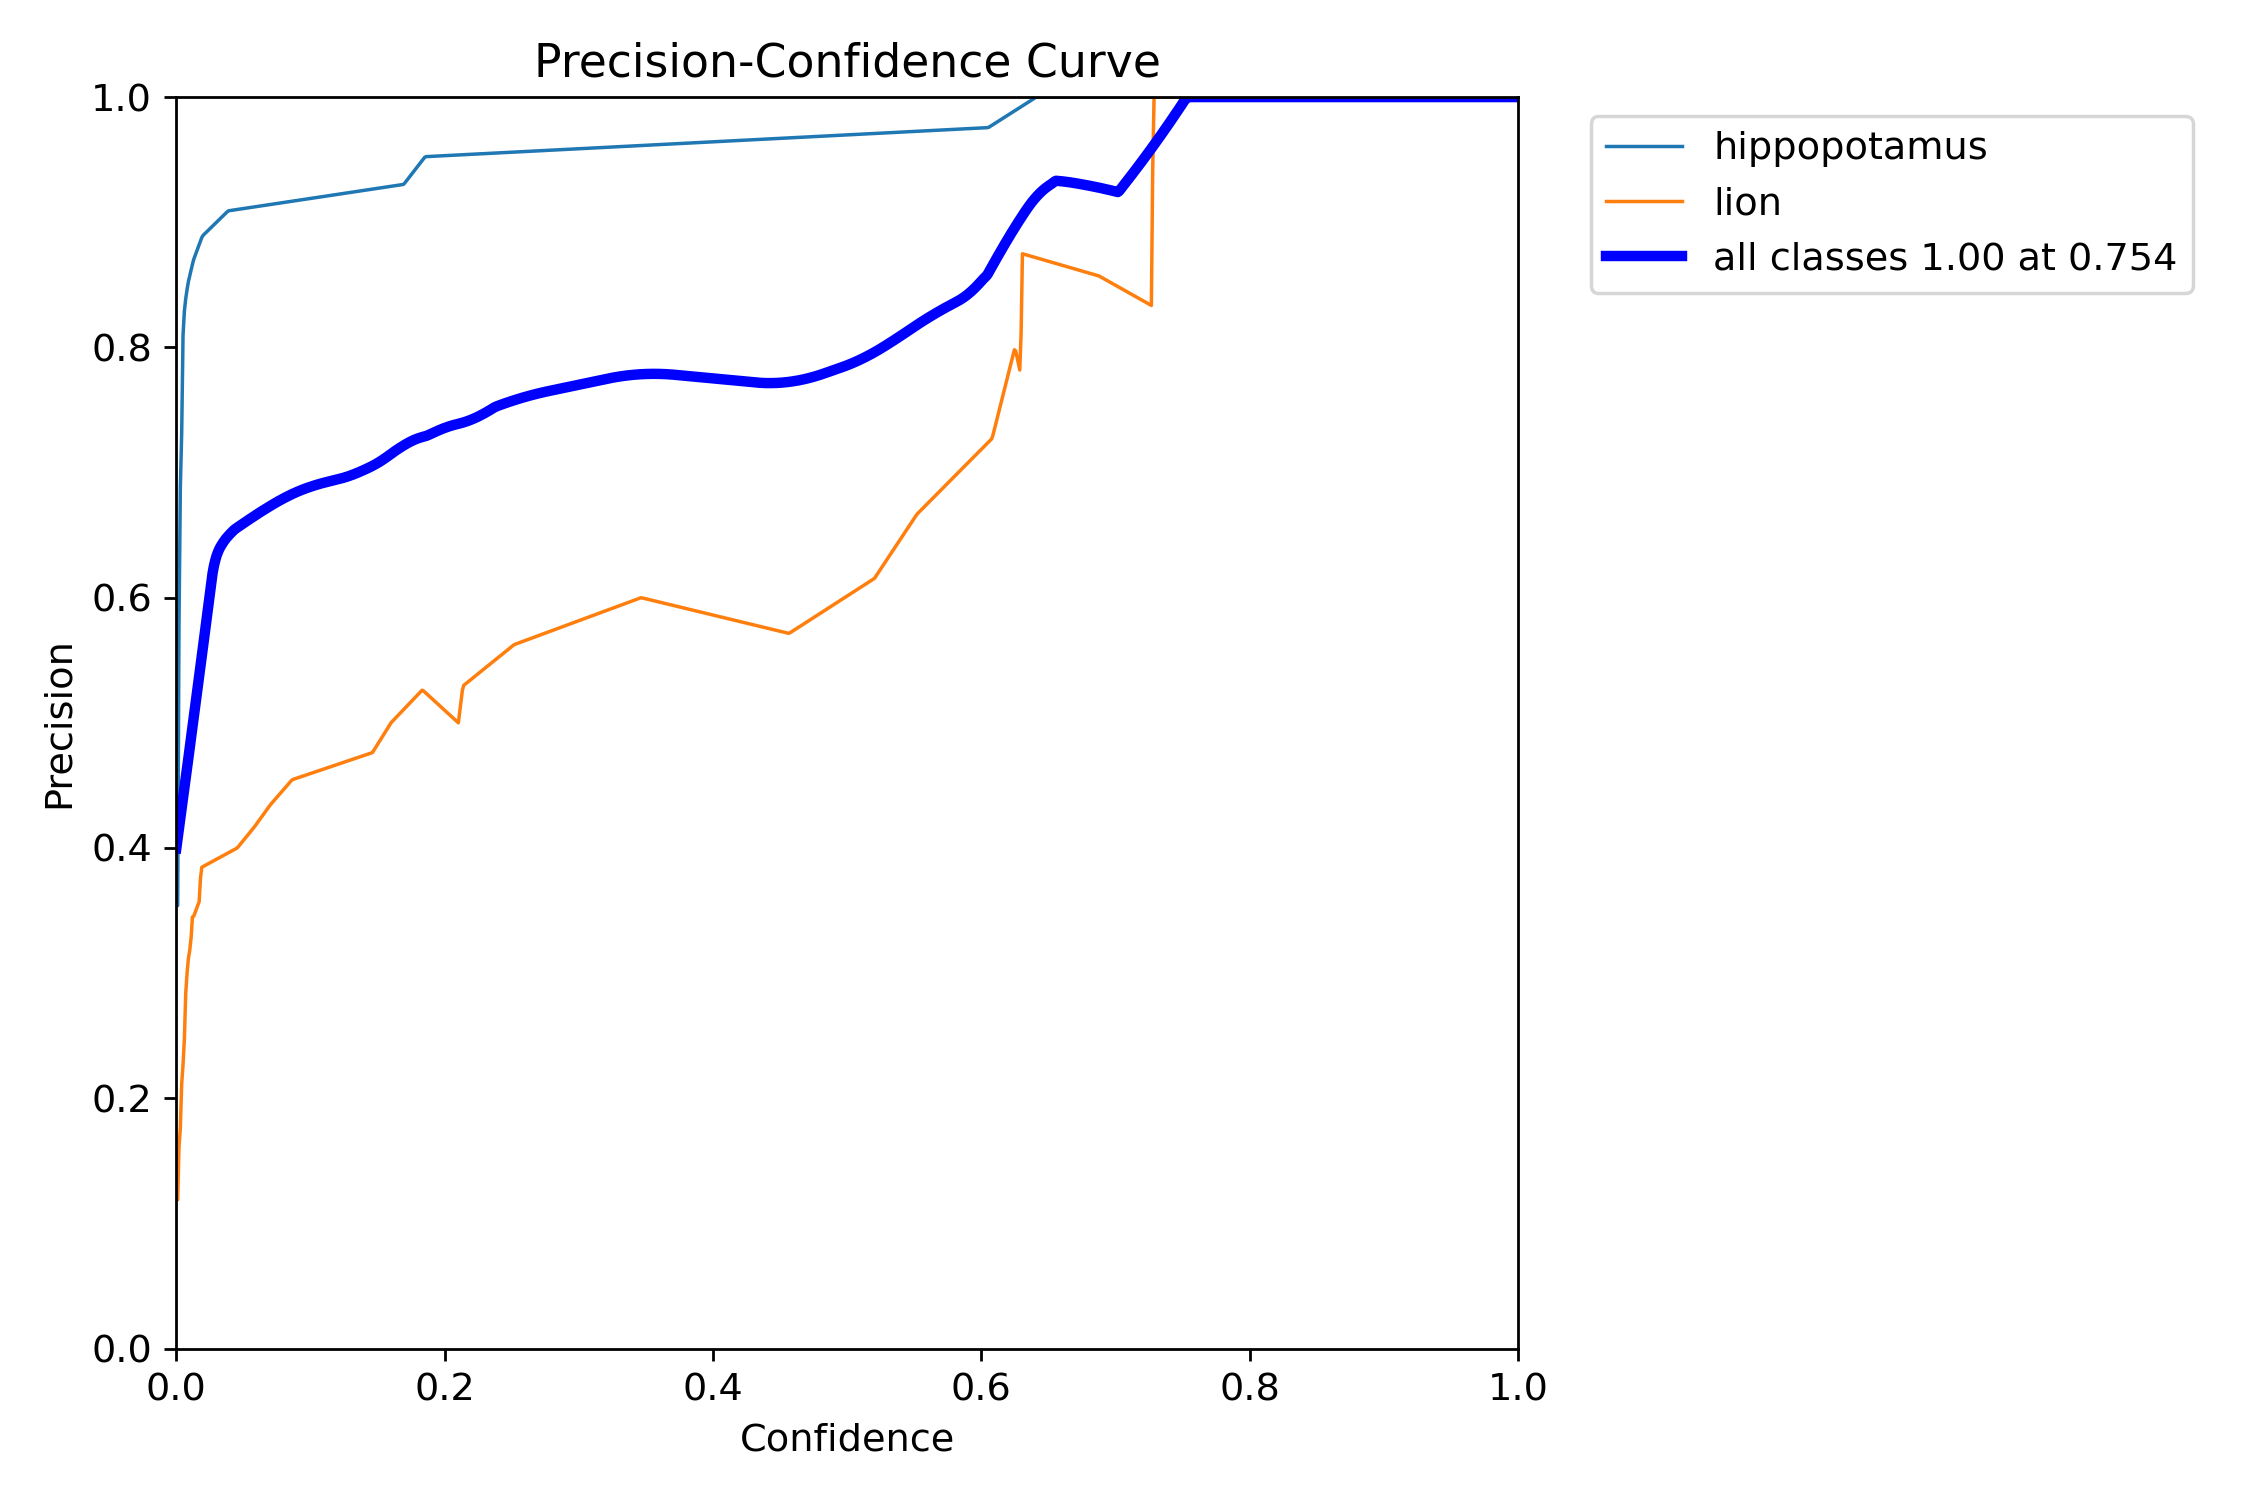 Precision-Confidence Curve
1.0
0.8
0.6
0.4
0.2
0.0
Precision
0.0 0.2 0.4 0.6 0.8 1.0
Confidence
hippopotamus
lion
all classes 1.00 at 0.754